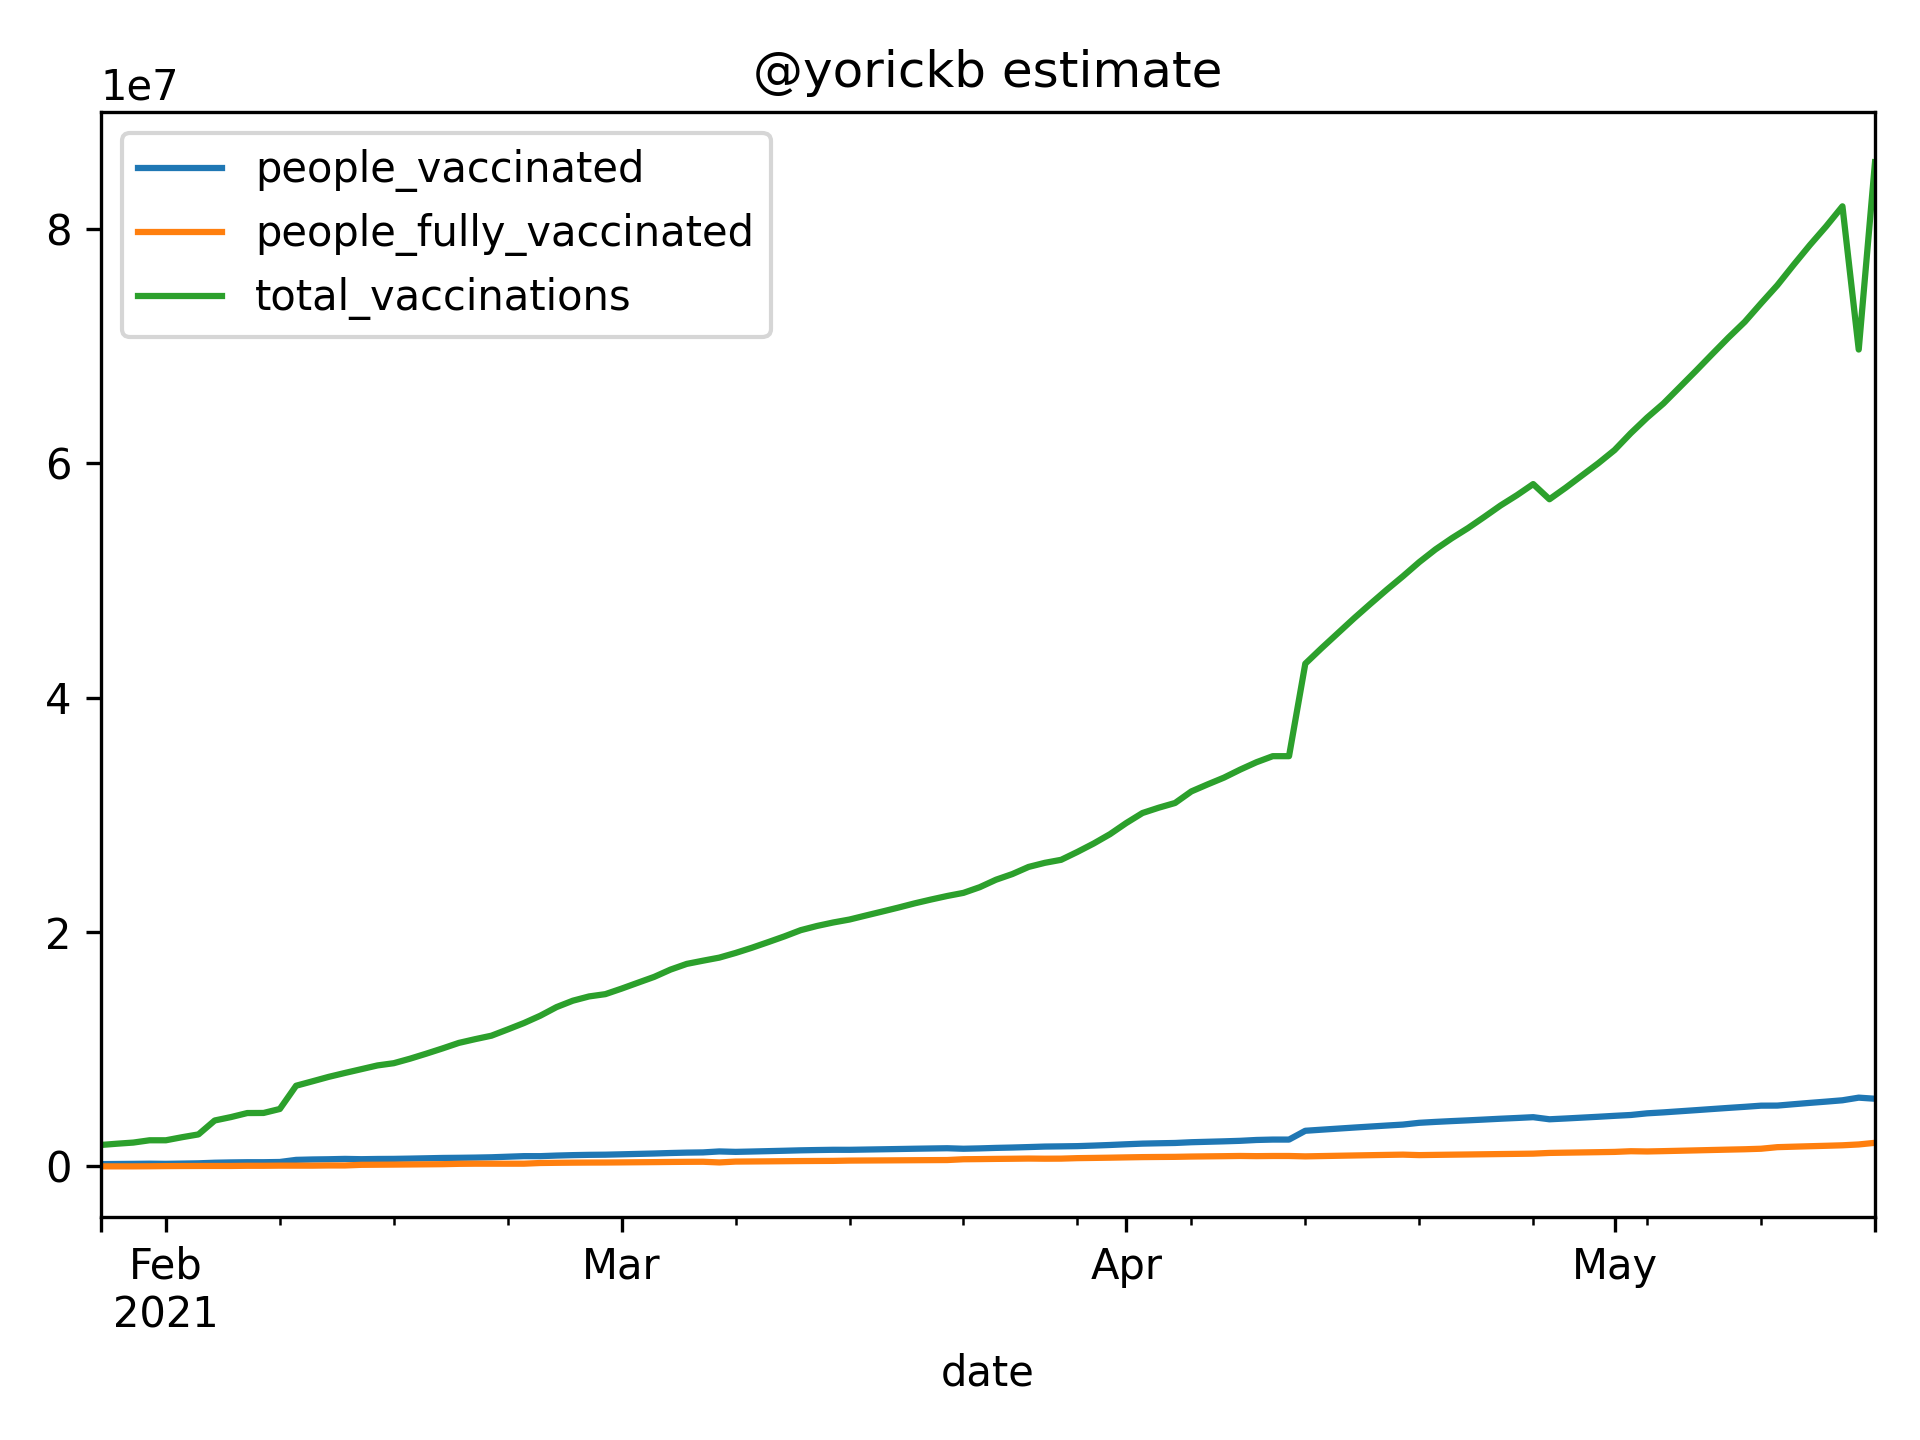 @yorickb estimate
1e7
people_vaccinated
people_fully_vaccinated
total_vaccinations
8
6
4
2
0
Feb Mar Apr May
2021
date